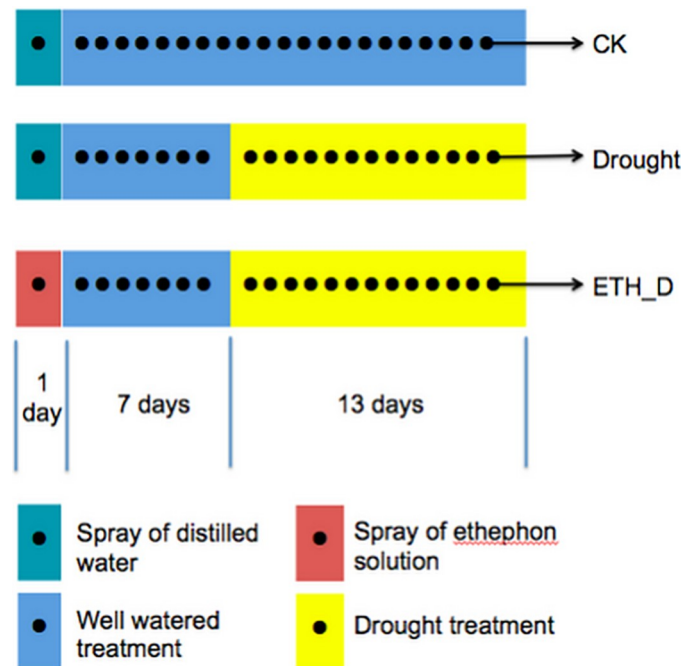 CK
Drought
ETH_D
1
day
7 days
13 days
Spray of distilled
water
Spray of ethephon
solution
Well watered
treatment
Drought treatment